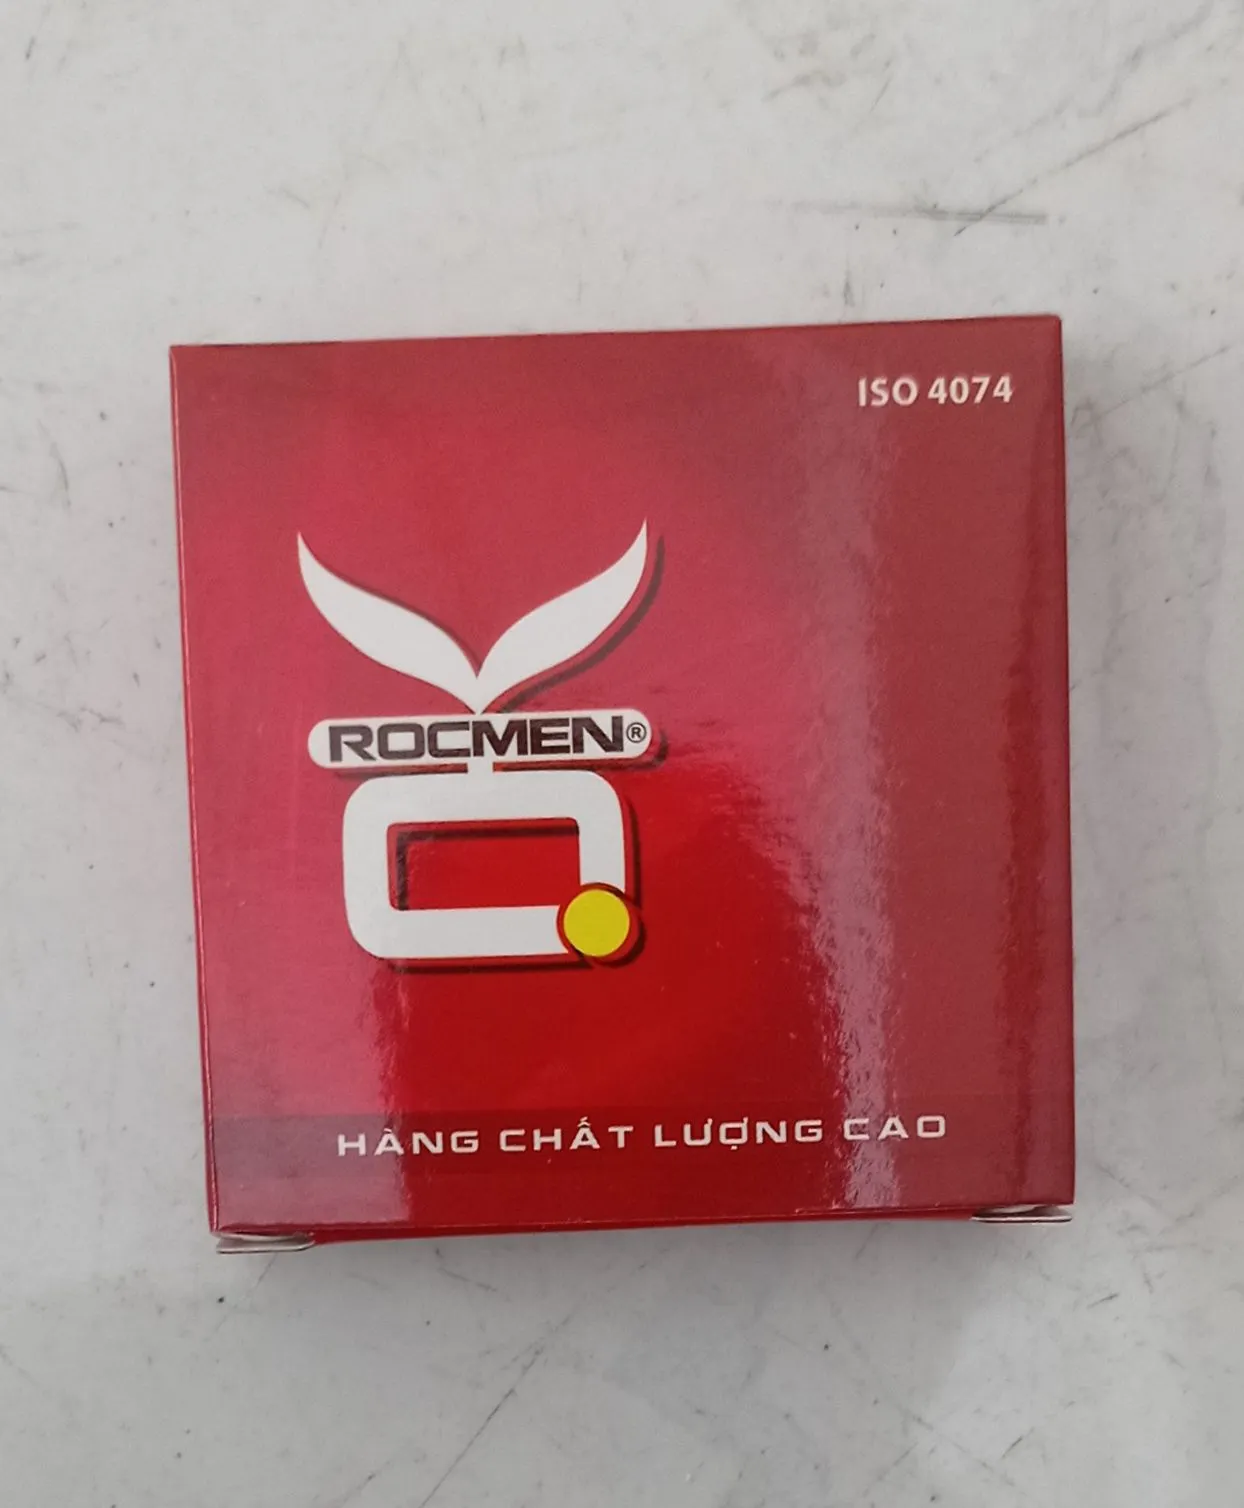 ISO 4074
ROCMEN®
HÀNG CHẤT LƯỢNG CAO